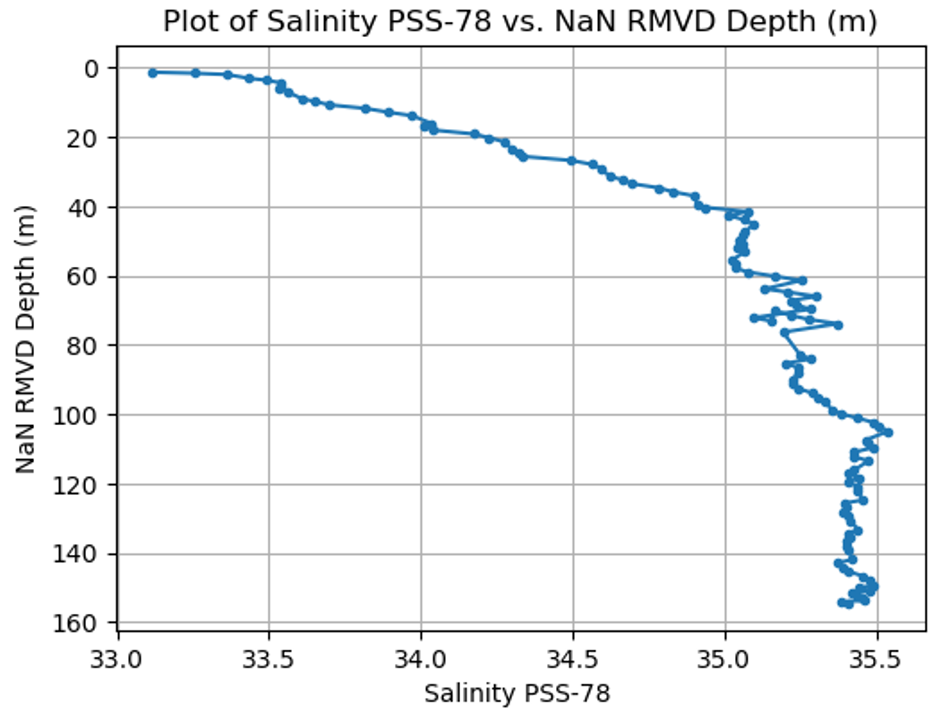 Plot of Salinity PSS-78 vs. NaN RMVD Depth (m)
NaN RMVD Depth (m)
0
20
40
60
80
100
120
140
160
33.0 33.5 34.0 34.5 35.0 35.5
Salinity PSS-78